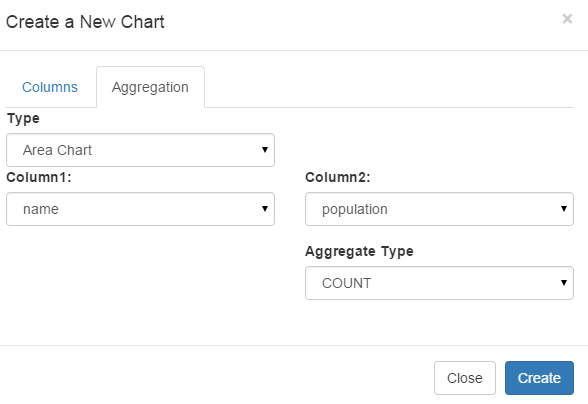 Create a New Chart ×
Columns Aggregation
Type
Area Chart
Column1: Column2:
name population
Aggregate Type
COUNT
Close Create